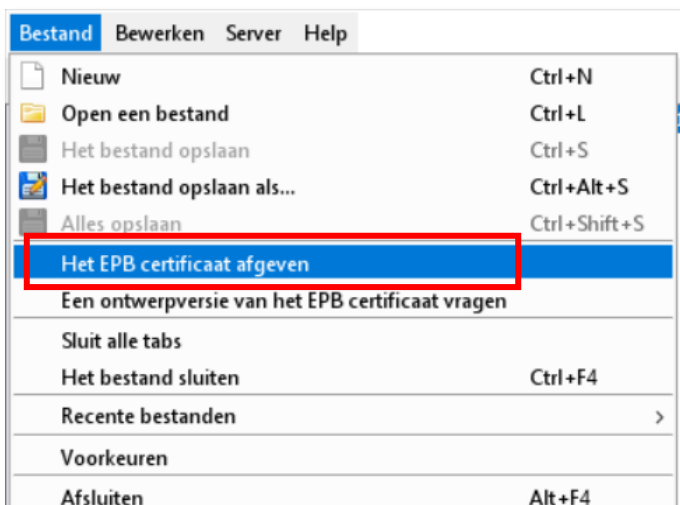 Bestand Bewerken Server Help
Nieuw Ctrl+N
Open een bestand Ctrl+L
Het bestand opslaan Ctrl+S
Het bestand opslaan als... Ctrl+Alt+S
Alles opslaan Ctrl+Shift+S
Het EPB certificaat afgeven
Een ontwerpversie van het EPB certificaat vragen
Sluit alle tabs
Het bestand sluiten Ctrl+F4
Recente bestanden >
Voorkeuren
Afsluiten Alt+F4